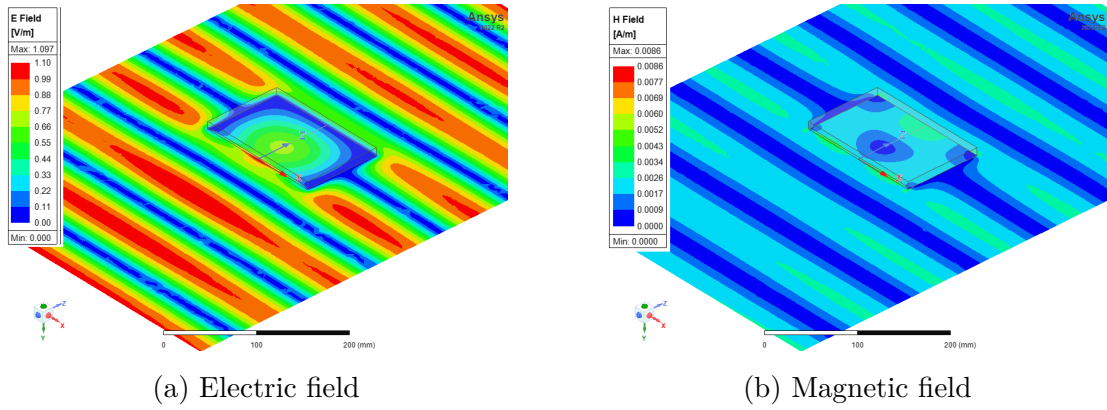 E Field
[V/m]
Max: 1.097
1.10
0.99
0.88
0.77
0.66
0.55
0.44
0.33
0.22
0.11
0.00
Min: 0.000
Ansys
2022 R2
Z
X
Z
X
Y
0
100
200 (mm)
(a) Electric field
H Field
[A/m]
Max: 0.0086
0.0086
0.0077
0.0069
0.0060
0.0052
0.0043
0.0034
0.0026
0.0017
0.0009
0.0000
Min: 0.0000
Ansys
Z
X
Z
X
Y
0
100
200 (mm)
(b) Magnetic field